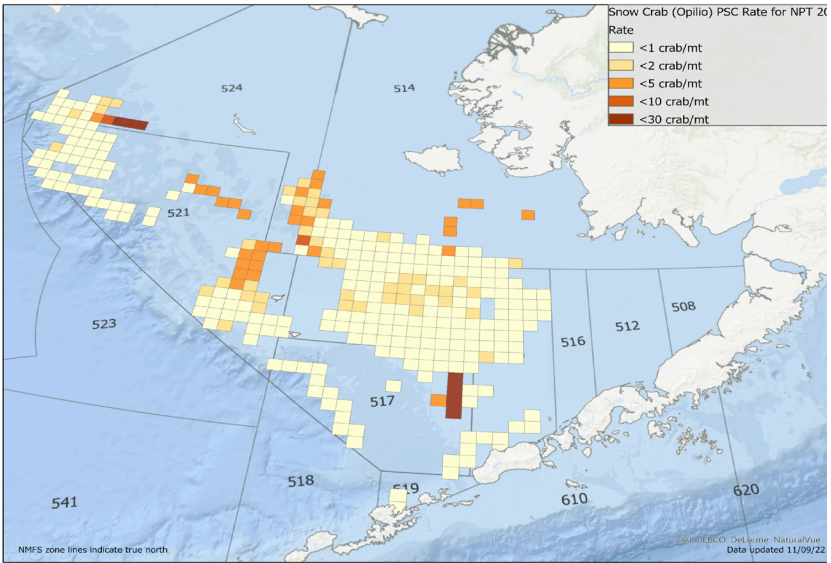 Snow Crab (Opilio) PSC Rate for NPT 20
Rate
<1 crab/mt
<2 crab/mt
<5 crab/mt
<10 crab/mt
<30 crab/mt
524
514
521
523
516
512
508
517
518
519
541
610
620
NMFS zone lines indicate true north
Esri, GEBCO, DeLorme, NaturalVue
Data updated 11/09/22